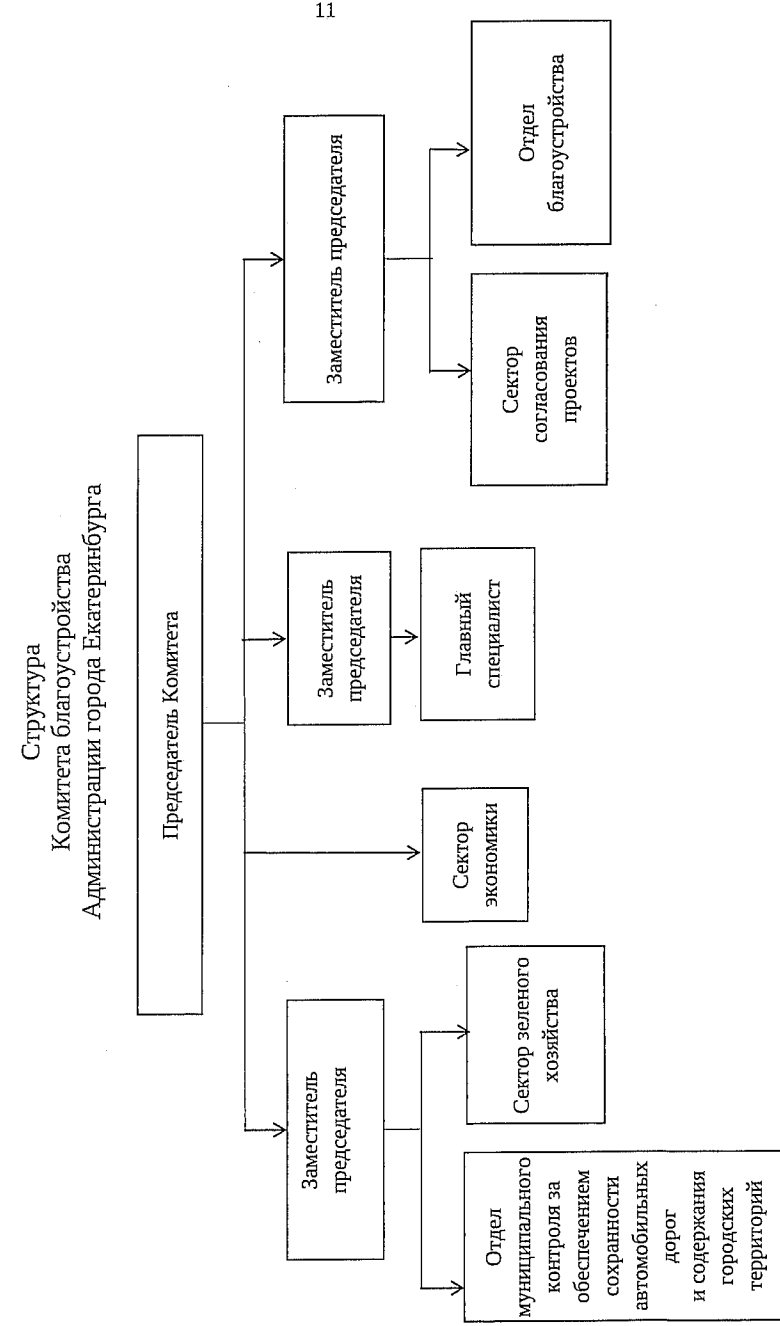 11
Структура
Комитета благоустройства
Администрации города Екатеринбурга
Председатель Комитета
Заместитель
председателя
Заместитель
председателя
Заместитель председателя
Отдел
муниципального
контроля за
обеспечением
сохранности
автомобильных
дорог
и содержания
городских
территорий
Сектор зеленого
хозяйства
Сектор
экономики
Главный
специалист
Сектор
согласования
проектов
Отдел
благоустройства